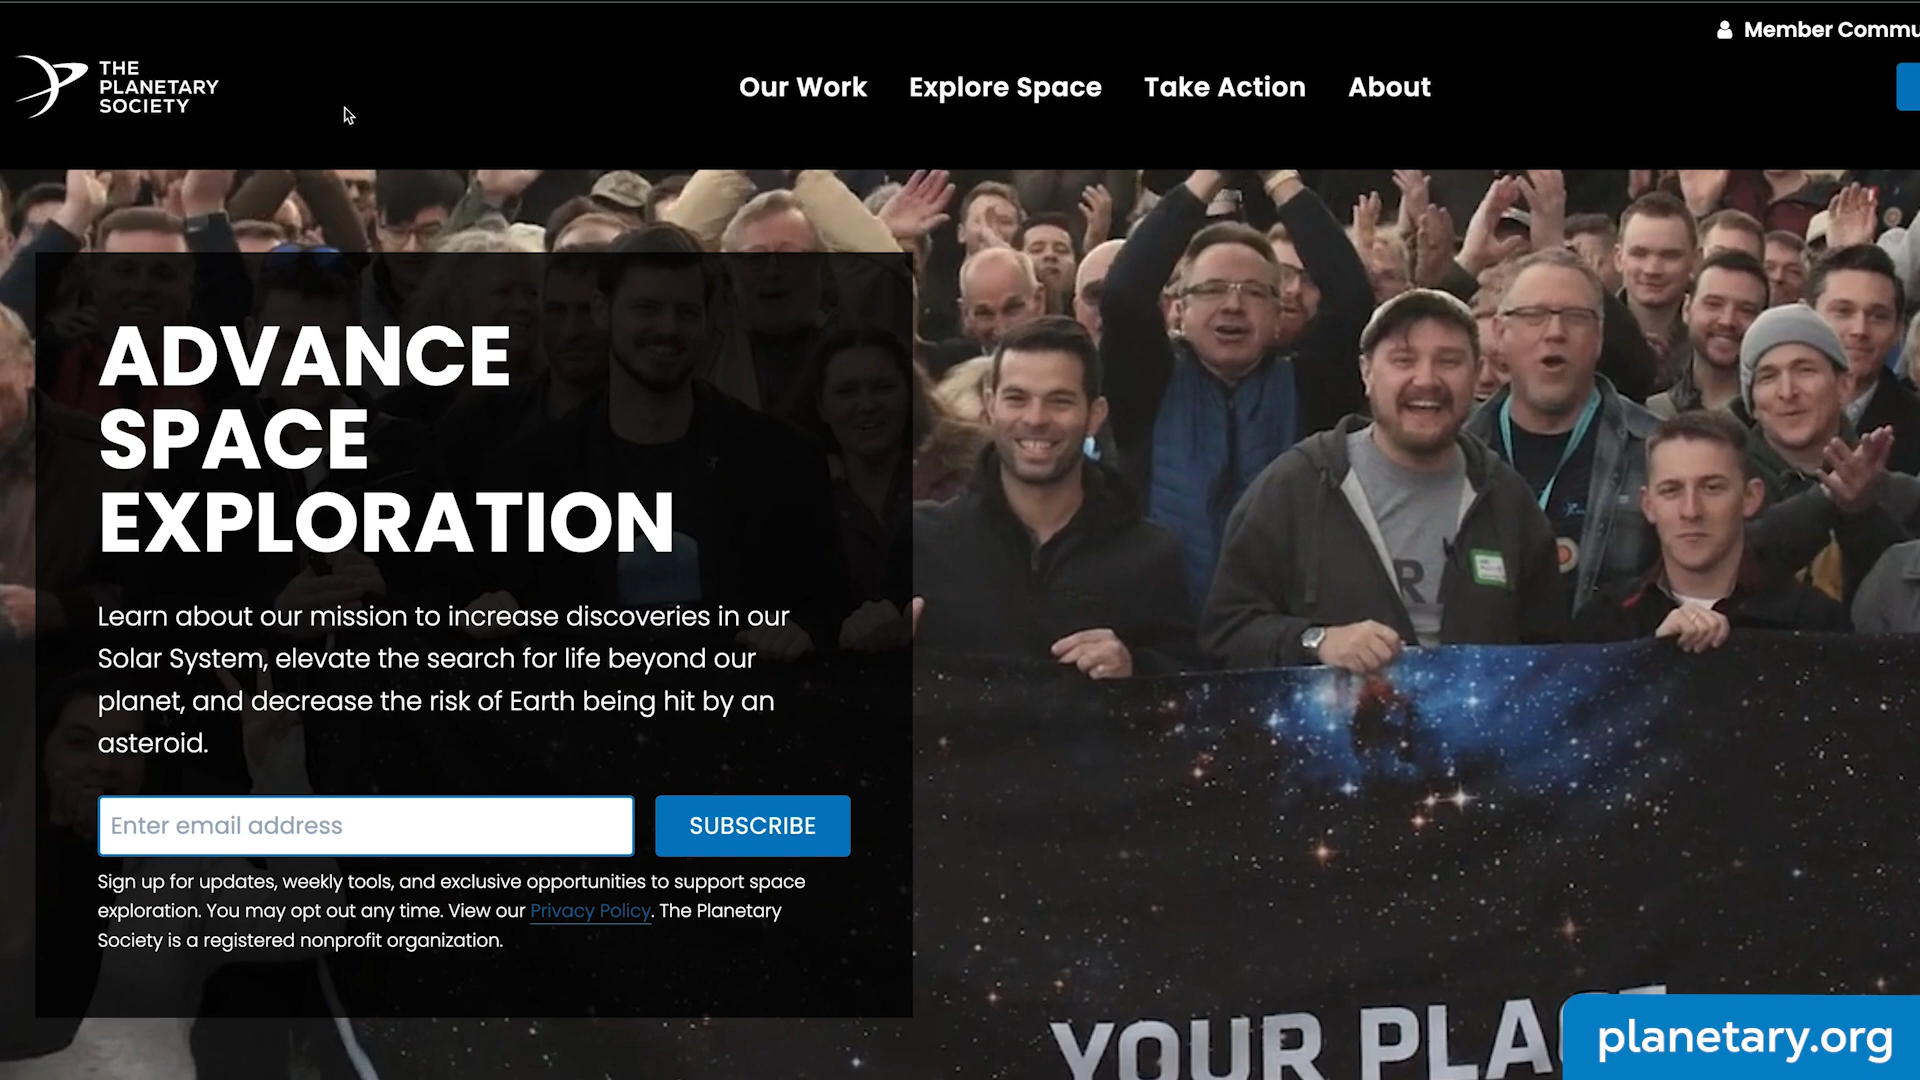 Member Commu
THE
PLANETARY
SOCIETY
Our Work
Explore Space
Take Action
About
ADVANCE
SPACE
EXPLORATION
Learn about our mission to increase discoveries in our
Solar System, elevate the search for life beyond our
planet, and decrease the risk of Earth being hit by an
asteroid.
Enter email address
SUBSCRIBE
Sign up for updates, weekly tools, and exclusive opportunities to support space
exploration. You may opt out any time. View our Privacy Policy. The Planetary
Society is a registered nonprofit organization.
R
YOUR PLA
planetary.org